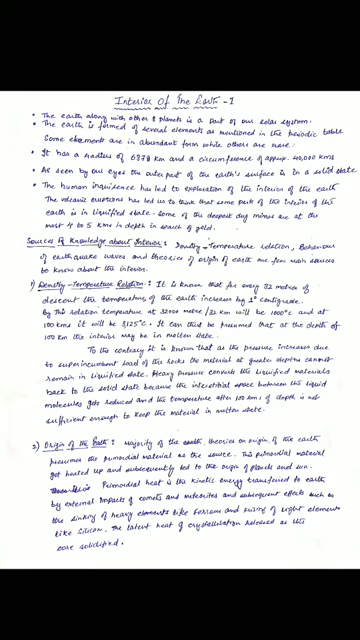 Interior Of The Earth - 1
• The earth along with other 8 planets is a part of our solar system.
• The earth is formed of several elements as mentioned in the periodic table
Some elements are in abundant form while others are rare.
• It has a radius of 6378 Km and a circumference of approx. 40,000 kms
• As seen by our eyes the outer part of the earth's surface is in a solid state
• The human inquisence has led to exploration of the interior of the earth
The volcanic eruptions has led us to think that some part of the interior of the
earth is in liquified state. Some of the deepest dug mines are at the
most 4 to 5 kms in depth in search of gold.
Sources Of Knowledge about Interior: Density-Temperature relation, Behaviour
of earthquake waves and theories of origin of earth are few main sources
to know about the interior.
1) Density-Temperature Relation: It is known that for every 32 metres of
descent the temperature of the earth increases by 1° centigrade.
By this relation temperature at 32000 metre/32 km will be 1000°C and at
100 kms it will be 3125°C. It can thus be presumed that at the depth of
100 km the interior may be in molten state.
To the contrary it is known that as the pressure increases due
to superincumbent load of the rocks the material at greater depths cannot
remain in liquified state. Heavy pressure converts the liquified materials
back to the solid state because the interstitial space between the liquid
molecules gets reduced and the temperature after 100 kms of depth is not
sufficient enough to keep the material in molten state.
2) Origin of the Earth: Majority of the theories on origin of the earth
presumes the primordial material as the source. This primordial material
got heated up and subsequently led to the origin of planets and sun.
Primordial heat is the kinetic energy transferred to earth
by external impacts of comets and meteorites and subsequent effects such as
the sinking of heavy elements like ferrous and rising of light elements
like Silicon. The latent heat of crystallisation released as the
core solidified.